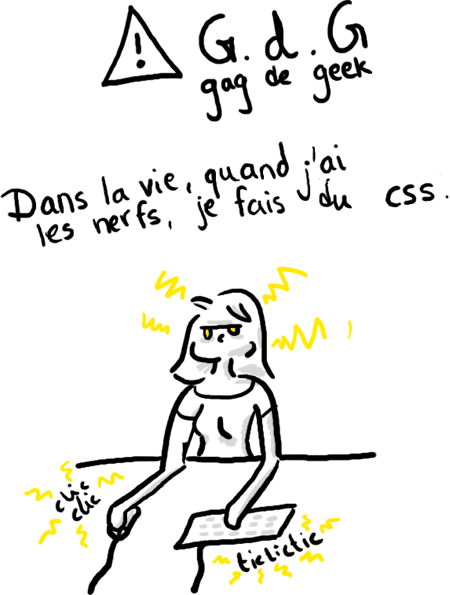 !
G.d.G
gag de geek
Dans la vie, quand j'ai
les nerfs, je fais du css.
clic
clic
tictictic